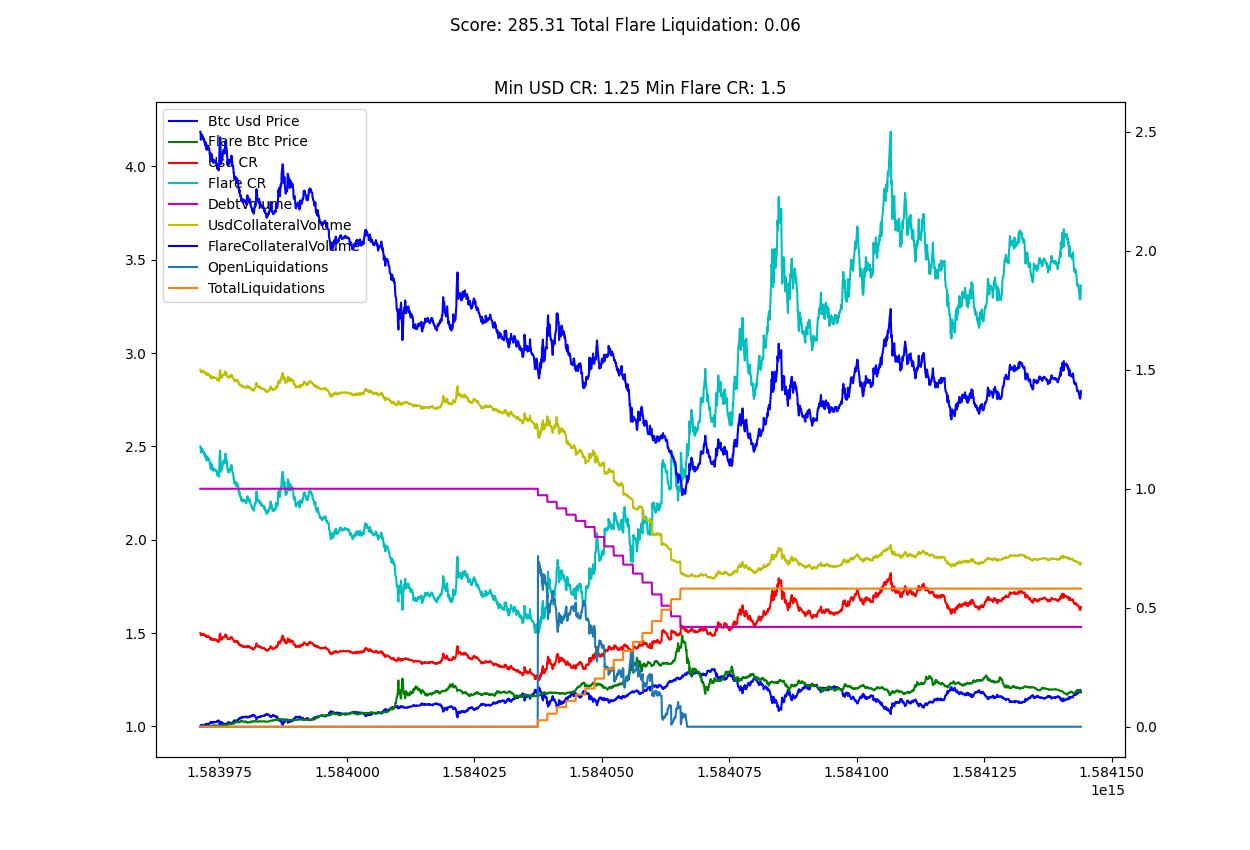 Score: 285.31 Total Flare Liquidation: 0.06
Min USD CR: 1.25 Min Flare CR: 1.5
Btc Usd Price
Flare Btc Price
Usd CR
Flare CR
DebtVolume
UsdCollateralVolume
FlareCollateralVolume
OpenLiquidations
TotalLiquidations
4.0
3.5
3.0
2.5
2.0
1.5
1.0
2.5
2.0
1.5
1.0
0.5
0.0
1.583975 1.584000 1.584025 1.584050 1.584075 1.584100 1.584125 1.584150
1e15